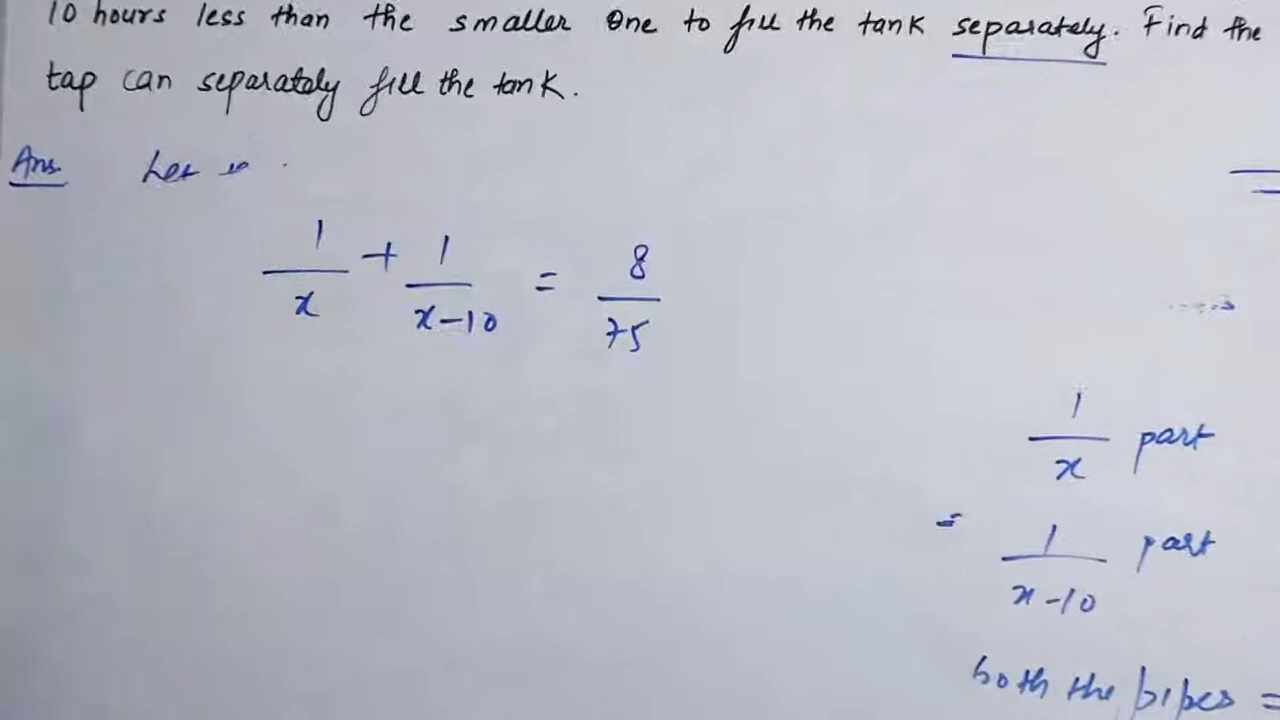 10 hours less than the smaller one to fill the tank separately. Find the
tap can separately fill the tank.
Ans Let
1/x + 1/x-10 = 8/75
1/x part
= 1/x-10 part
both the pipes =